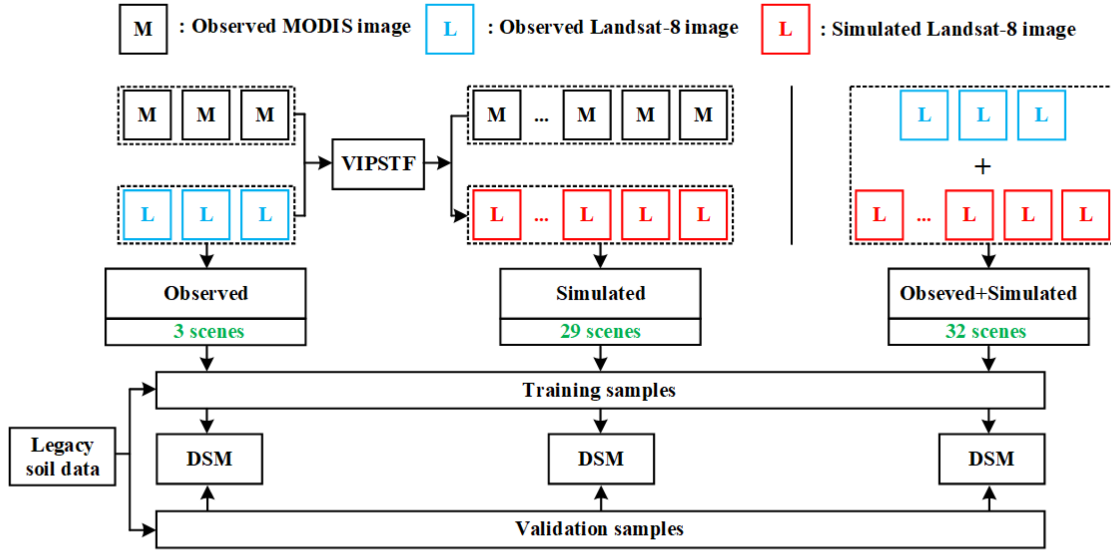 M : Observed MODIS image L : Observed Landsat-8 image L : Simulated Landsat-8 image
M M M M ... M M M L L L
VIPSTF +
L L L L ... L L L L ... L L L
Observed Simulated Obseved+Simulated
3 scenes 29 scenes 32 scenes
Training samples
Legacy
soil data
DSM DSM DSM
Validation samples